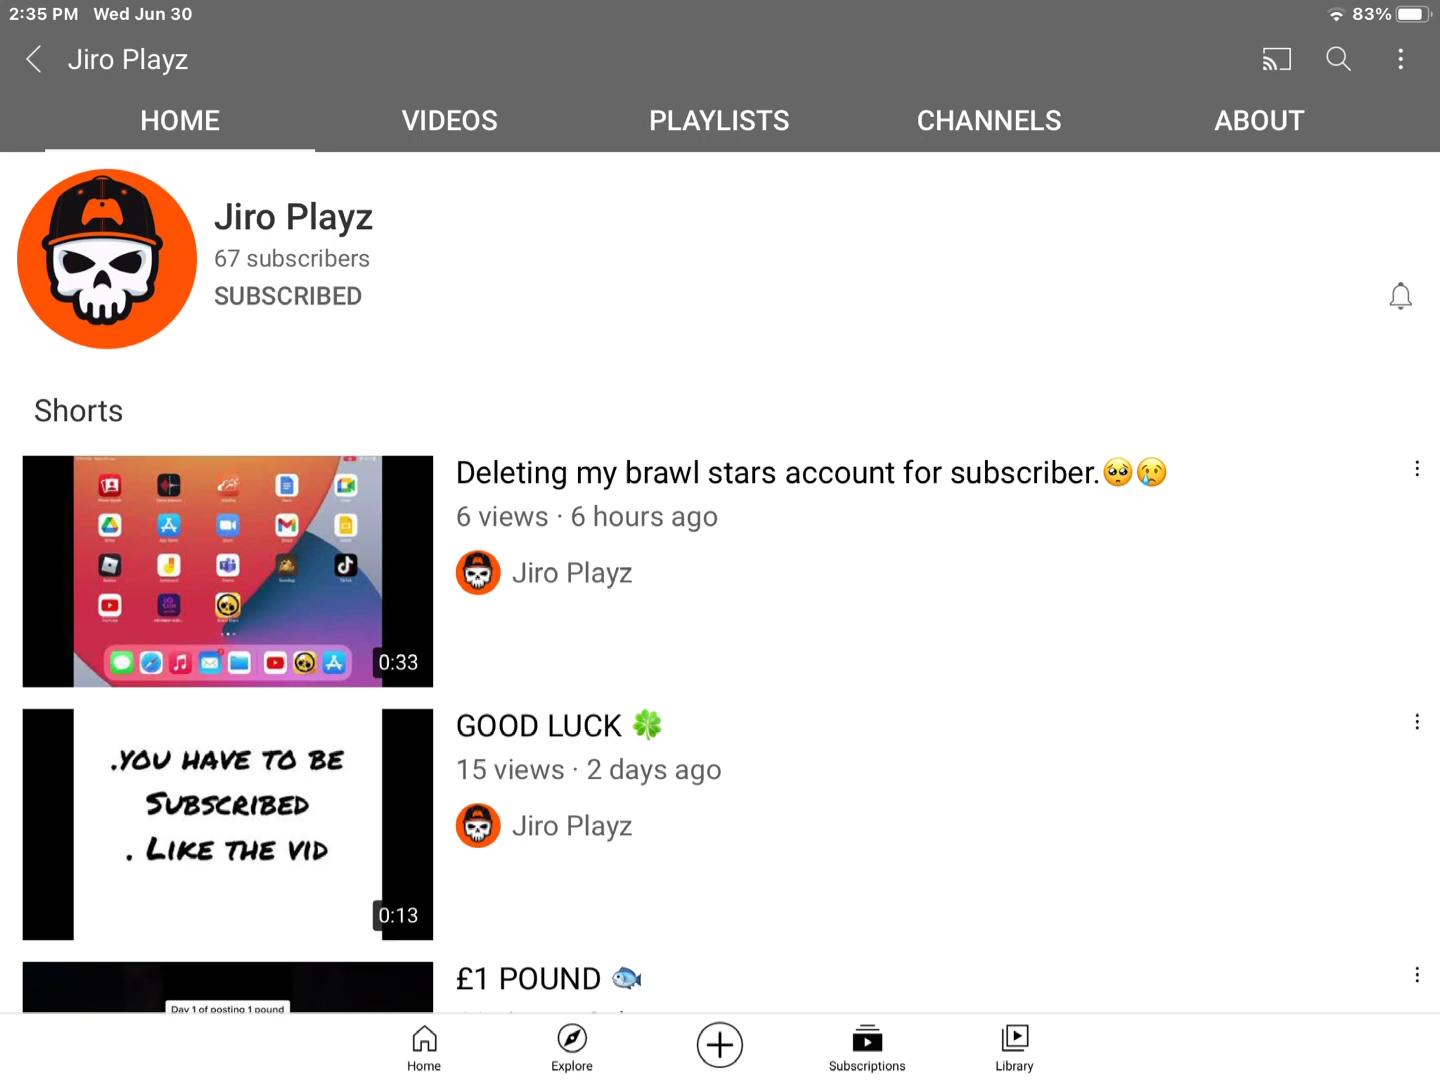 2:35 PM Wed Jun 30
83%
Jiro Playz
HOME VIDEOS PLAYLISTS CHANNELS ABOUT
Jiro Playz
67 subscribers
SUBSCRIBED
Shorts
Deleting my brawl stars account for subscriber.🥺😢
6 views · 6 hours ago
Jiro Playz
0:33
.YOU HAVE TO BE
SUBSCRIBED
. LIKE THE VID
0:13
GOOD LUCK 🍀
15 views · 2 days ago
Jiro Playz
£1 POUND 🐟
Day 1 of posting 1 pound
Home Explore Subscriptions Library